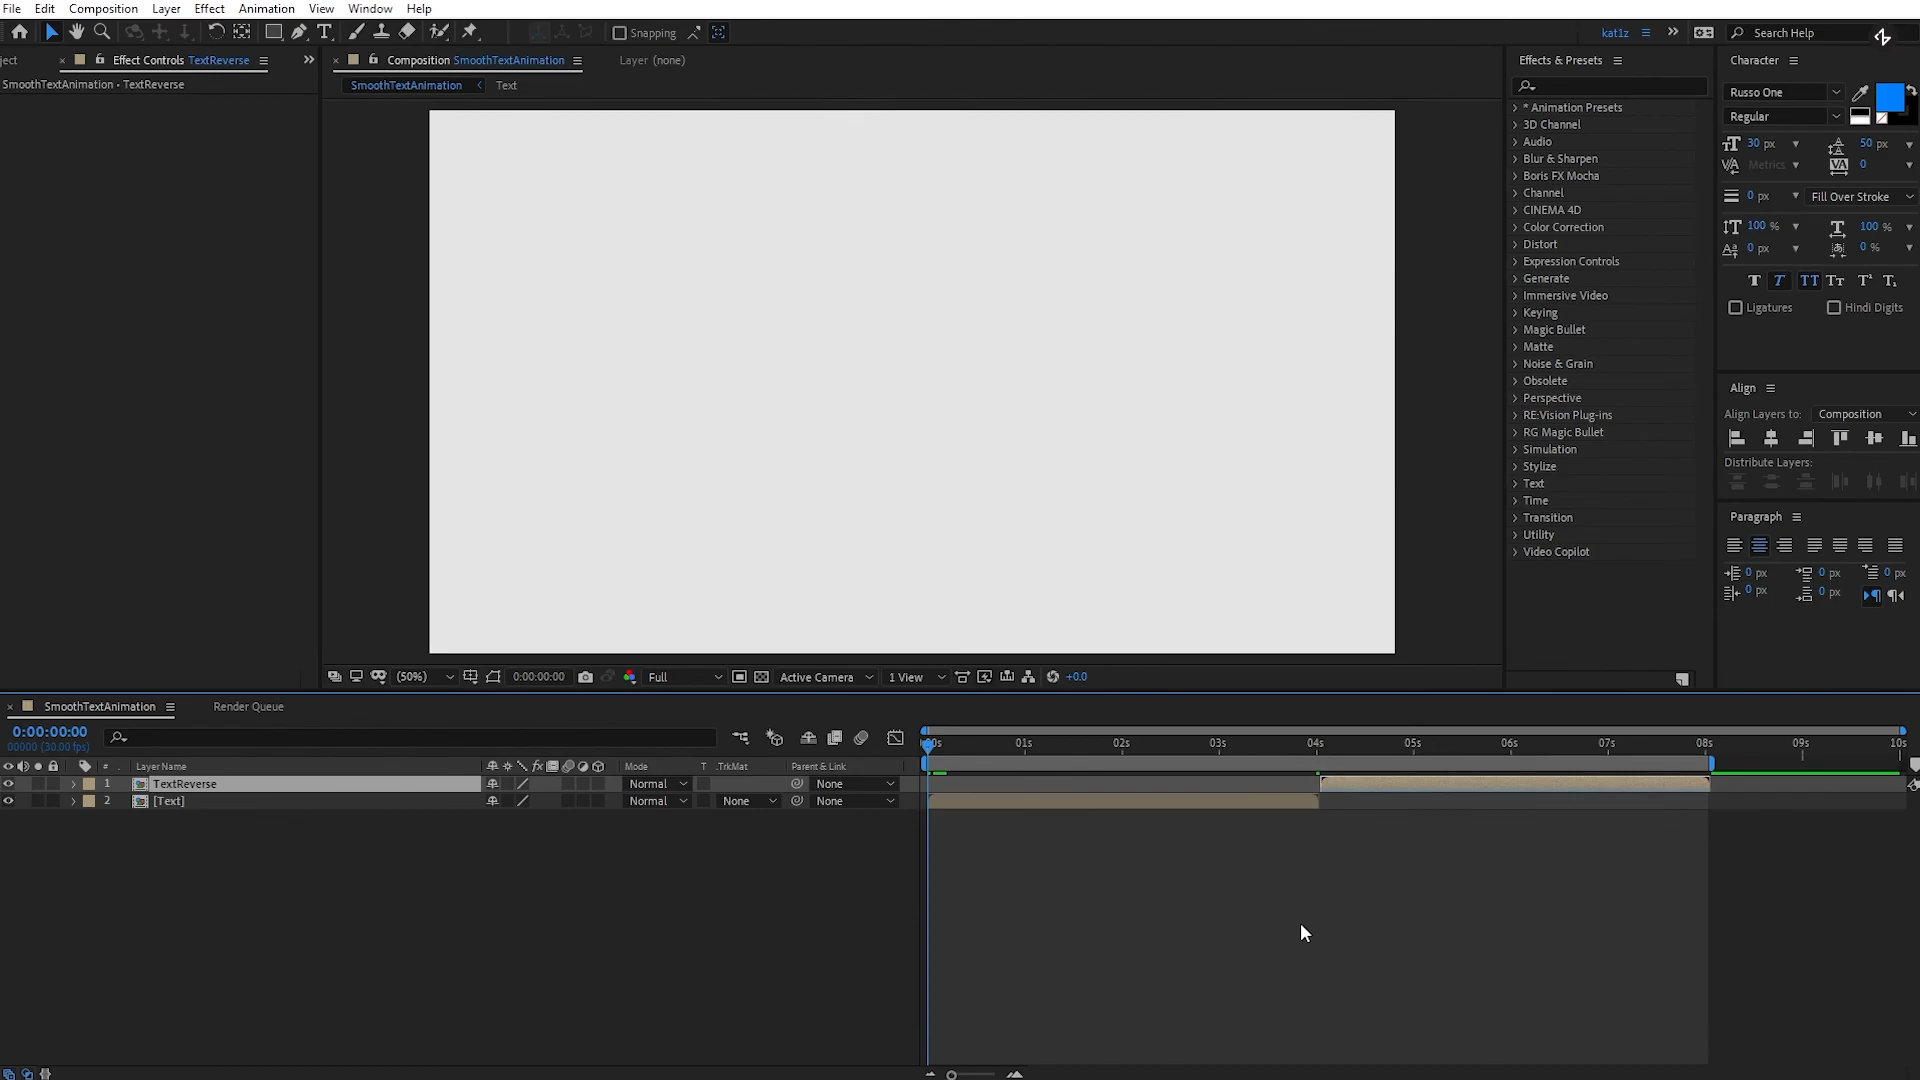 File Edit Composition Layer Effect Animation View Window Help
Snapping
kat1z
Search Help
ject
Effect Controls TextReverse
SmoothTextAnimation • TextReverse
Composition SmoothTextAnimation
Layer (none)
SmoothTextAnimation Text
Effects & Presets
* Animation Presets
3D Channel
Audio
Blur & Sharpen
Boris FX Mocha
Channel
CINEMA 4D
Color Correction
Distort
Expression Controls
Generate
Immersive Video
Keying
Magic Bullet
Matte
Noise & Grain
Obsolete
Perspective
RE:Vision Plug-ins
RG Magic Bullet
Simulation
Stylize
Text
Time
Transition
Utility
Video Copilot
Character
Russo One
Regular
30 px 50 px
Metrics 0
0 px Fill Over Stroke
100 % 100 %
0 px 0 %
T T TT Tт T¹ T₁
Ligatures Hindi Digits
Align
Align Layers to: Composition
Distribute Layers:
Paragraph
0 px 0 px 0 px
0 px 0 px
(50%) 0:00:00:00 Full Active Camera 1 View +0.0
SmoothTextAnimation Render Queue
0:00:00:00
00000 (30.00 fps)
:00s 01s 02s 03s 04s 05s 06s 07s 08s 09s 10s
# Layer Name fx Mode T .TrkMat Parent & Link
1 TextReverse Normal None
2 [Text] Normal None None